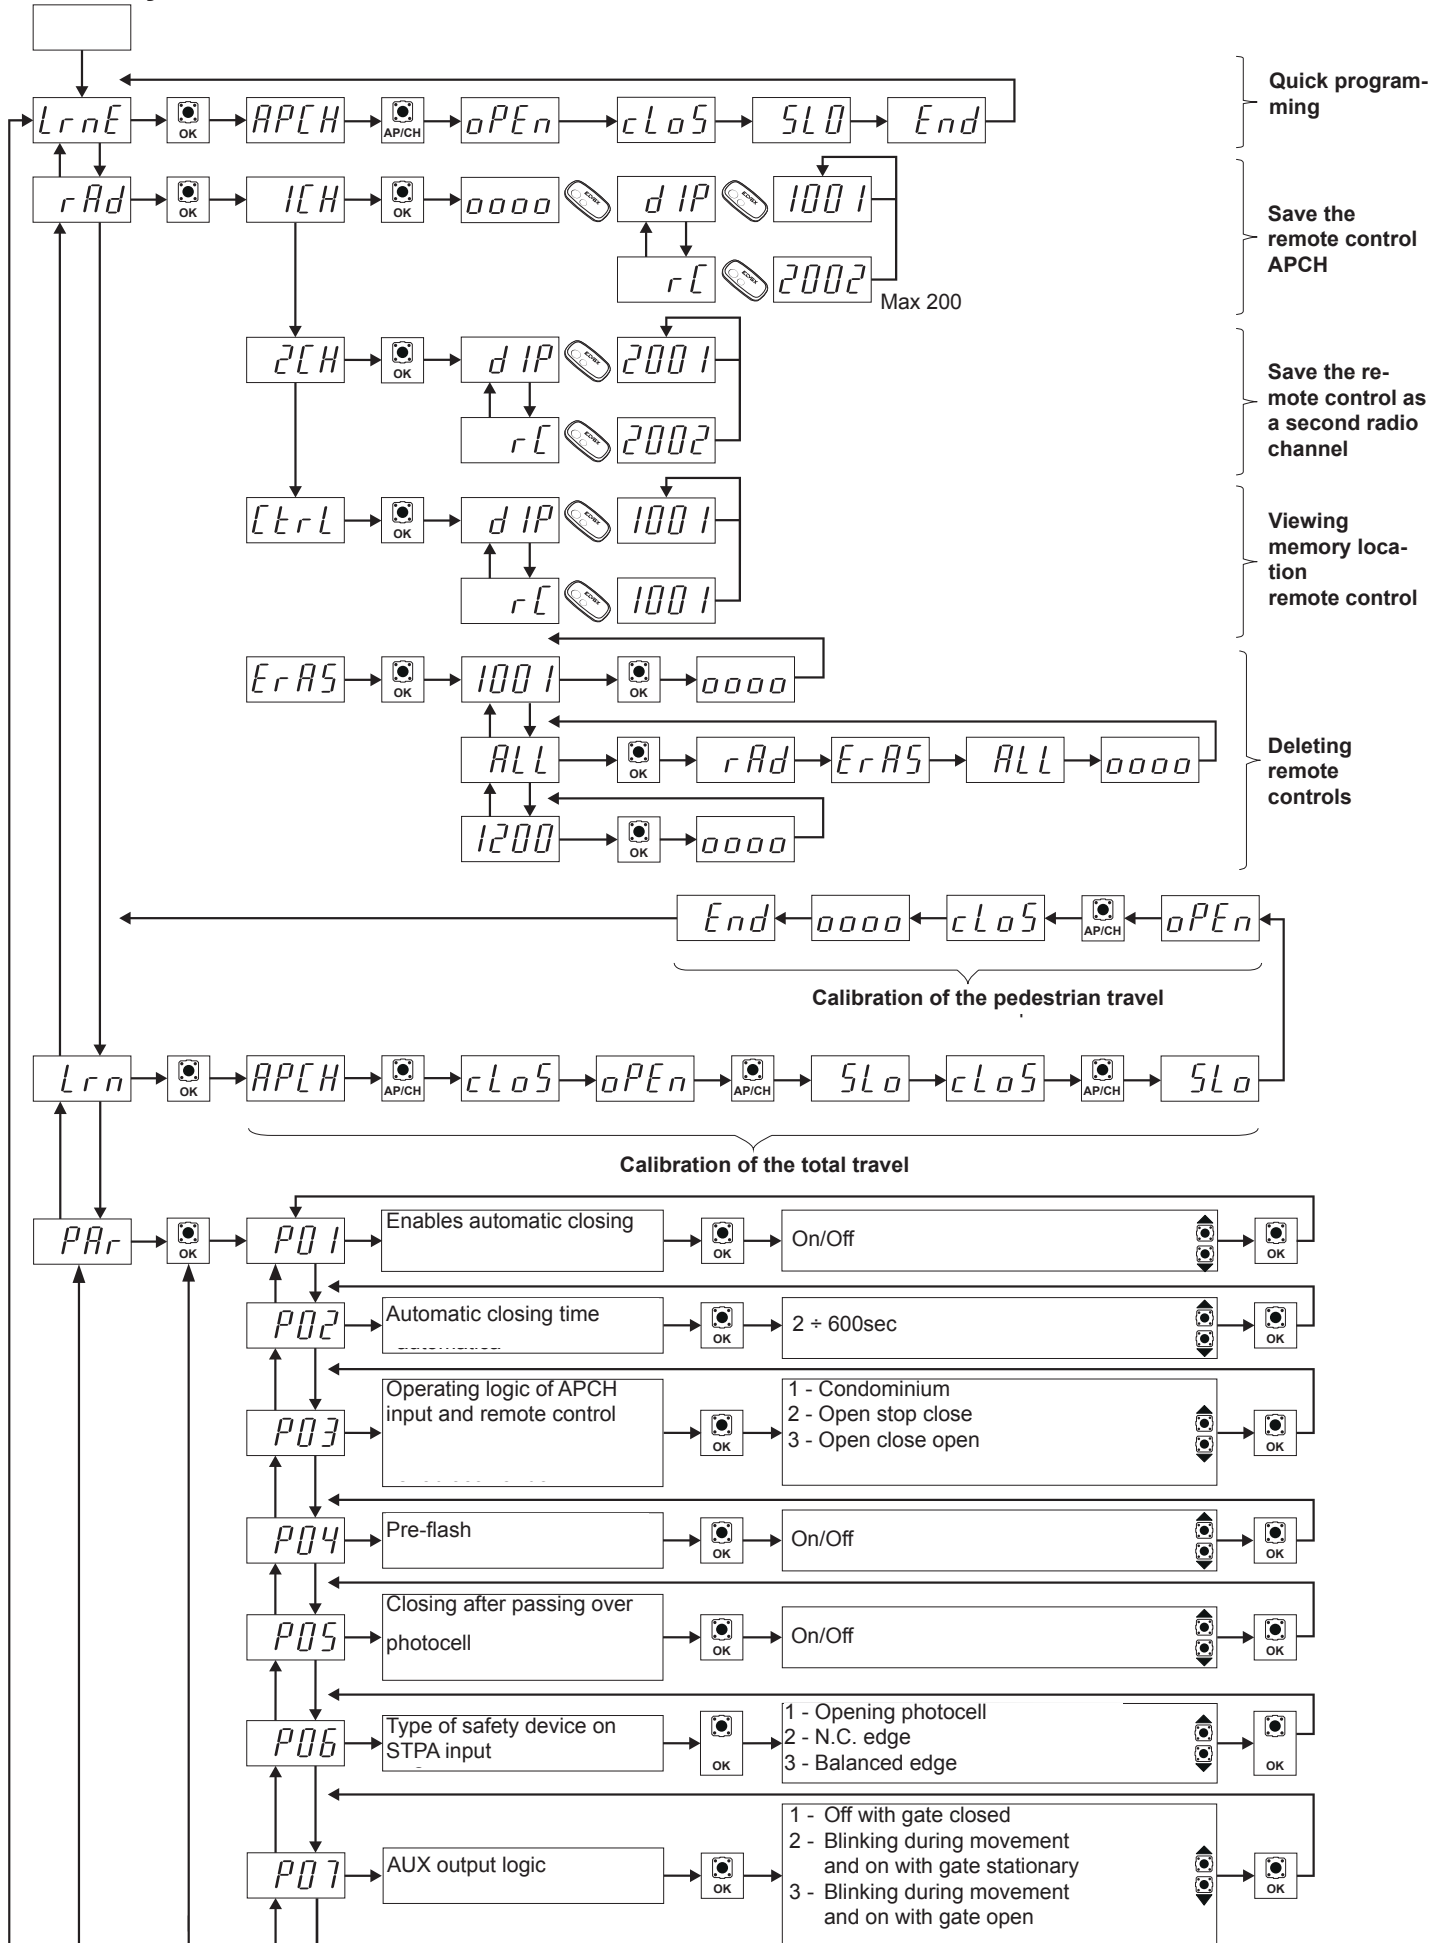 LrnE OK APCH AP/CH oPEn cLoS SLO End
Quick program-
ming
rAd OK 1CH OK oooo dIP 1001
rC 2002
Max 200
Save the
remote control
APCH
2CH OK dIP 2001
rC 2002
Save the re-
mote control as
a second radio
channel
CtrL OK dIP 1001
rC 1001
Viewing
memory loca-
tion
remote control
ErAS OK 1001 OK oooo
ALL OK rAd ErAS ALL oooo
1200 OK oooo
Deleting
remote
controls
End oooo cLoS AP/CH oPEn
Calibration of the pedestrian travel
Lrn OK APCH AP/CH cLoS oPEn AP/CH SLo cLoS AP/CH SLo
Calibration of the total travel
PAr OK P01 Enables automatic closing OK On/Off OK
P02 Automatic closing time OK 2 ÷ 600sec OK
P03 Operating logic of APCH
input and remote control
OK
1 - Condominium
2 - Open stop close
3 - Open close open
OK
P04 Pre-flash OK On/Off OK
P05 Closing after passing over
photocell
OK On/Off OK
P06 Type of safety device on
STPA input
OK
1 - Opening photocell
2 - N.C. edge
3 - Balanced edge
OK
P07 AUX output logic OK
1 - Off with gate closed
2 - Blinking during movement
and on with gate stationary
3 - Blinking during movement
and on with gate open
OK